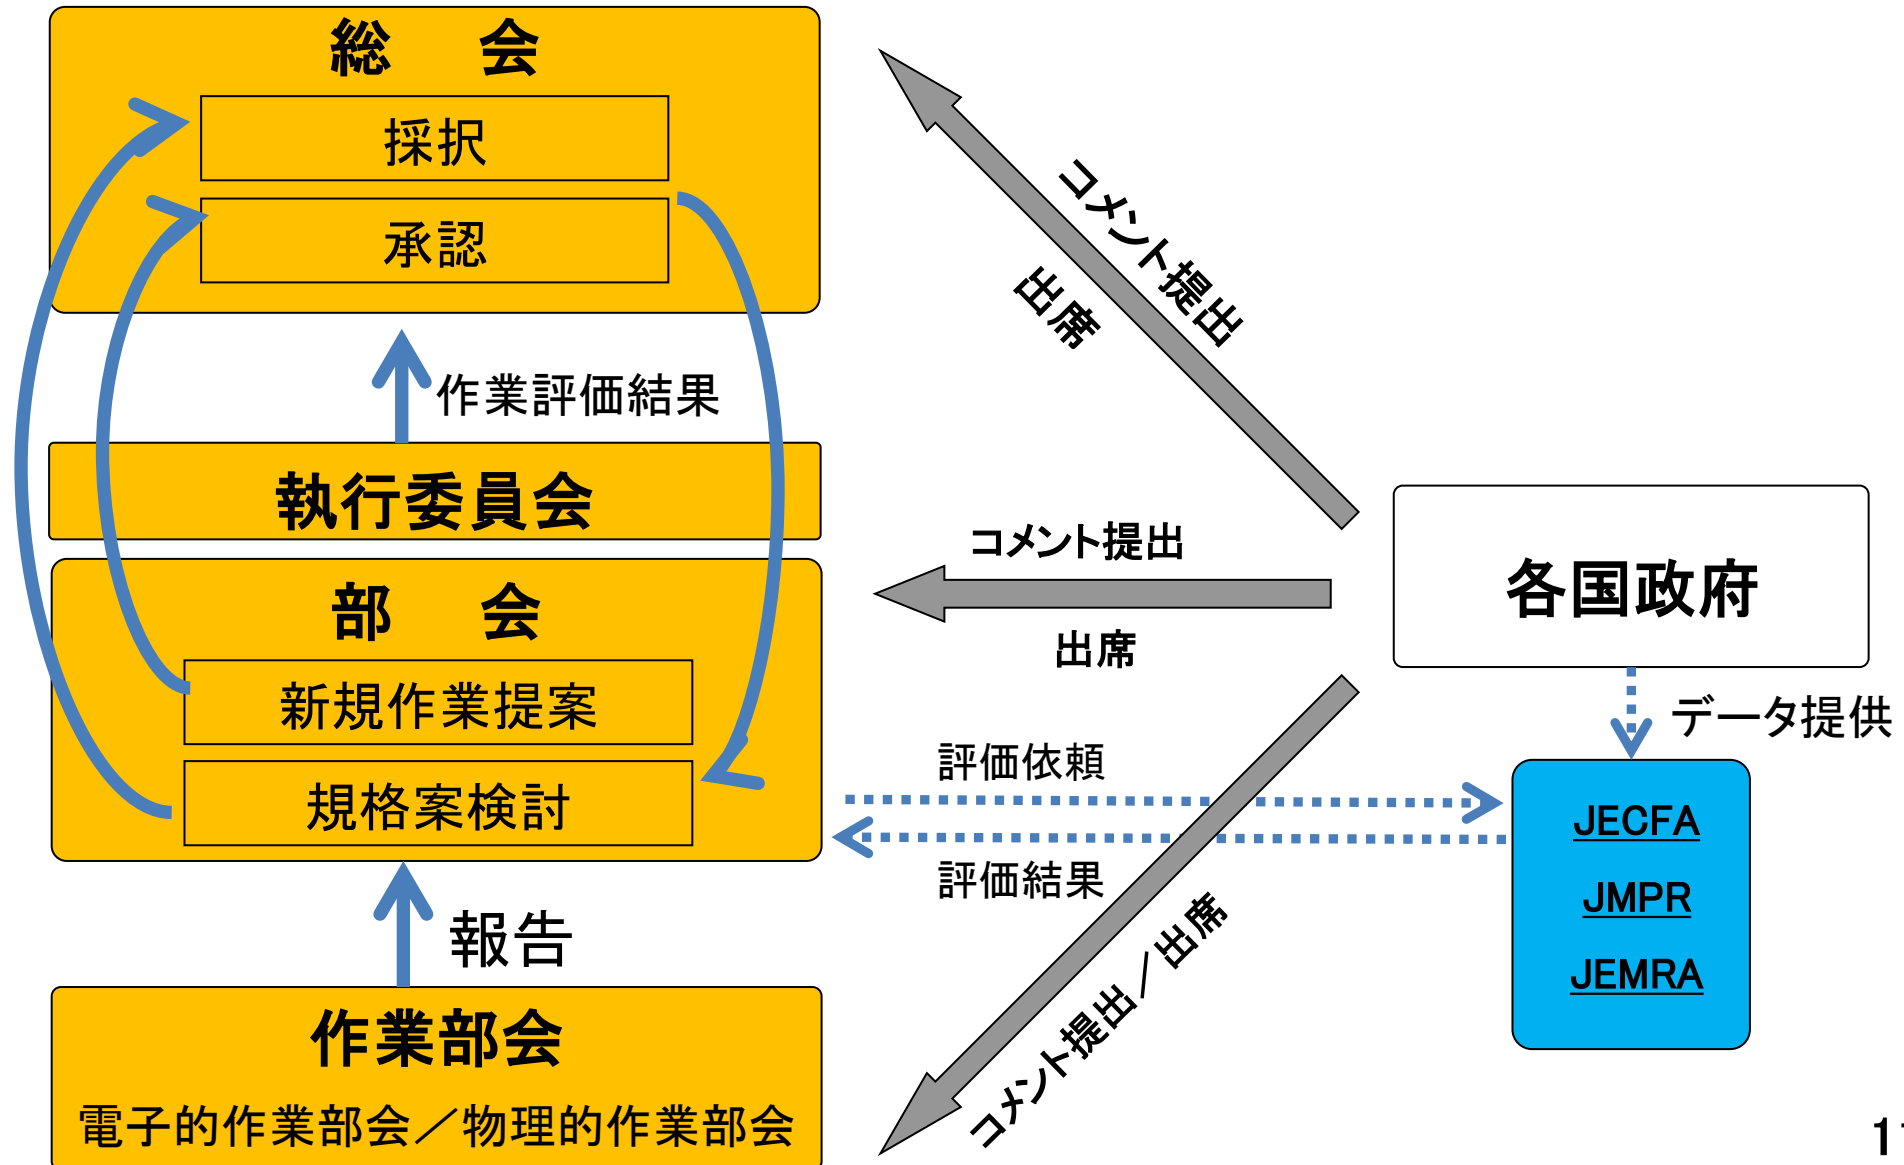 総　会
採択
承認
作業評価結果
執行委員会
部　会
新規作業提案
規格案検討
報告
作業部会
電子的作業部会／物理的作業部会
コメント提出
出席
コメント提出
出席
評価依頼
評価結果
コメント提出／出席
各国政府
データ提供
JECFA
JMPR
JEMRA